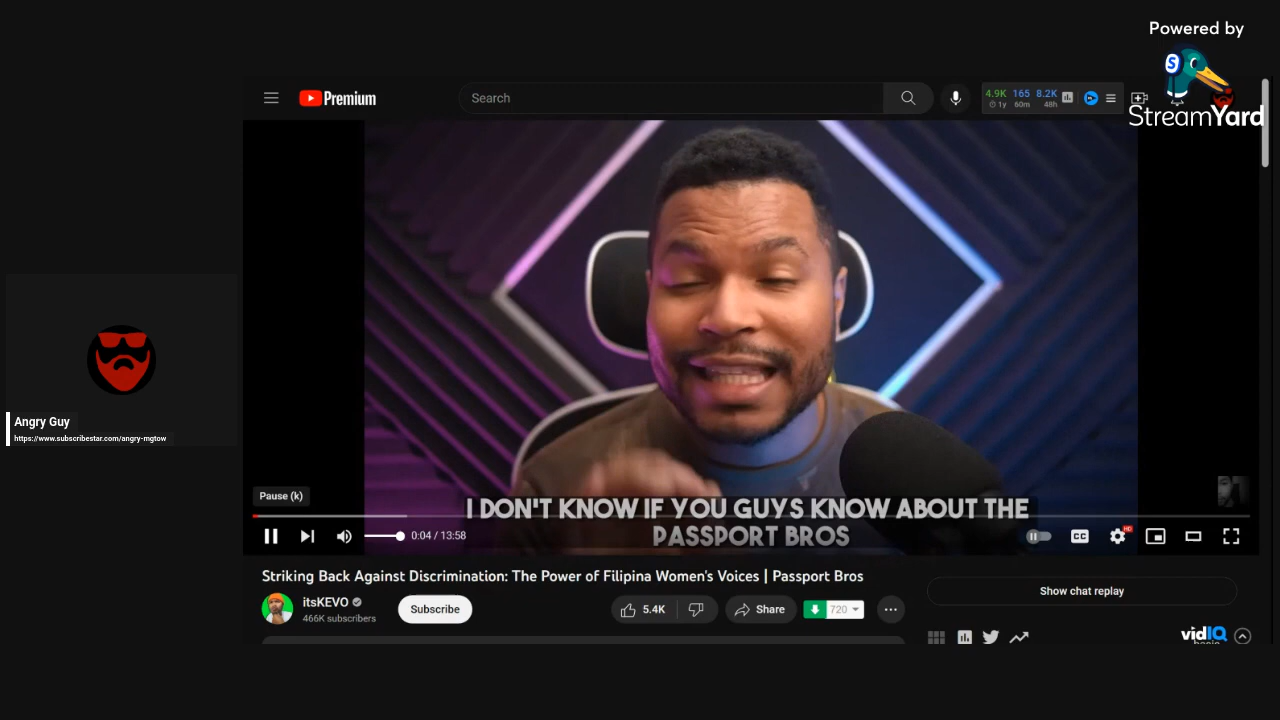 Powered by
StreamYard
Premium
Search
4.9K 165 8.2K
1y 60m 48h
Angry Guy
https://www.subscribestar.com/angry-mgtow
Pause (k)
I DON'T KNOW IF YOU GUYS KNOW ABOUT THE
PASSPORT BROS
0:04 / 13:58
CC
HD
Striking Back Against Discrimination: The Power of Filipina Women's Voices | Passport Bros
itsKEVO
466K subscribers
Subscribe
5.4K
Share
720
Show chat replay
vidIQ